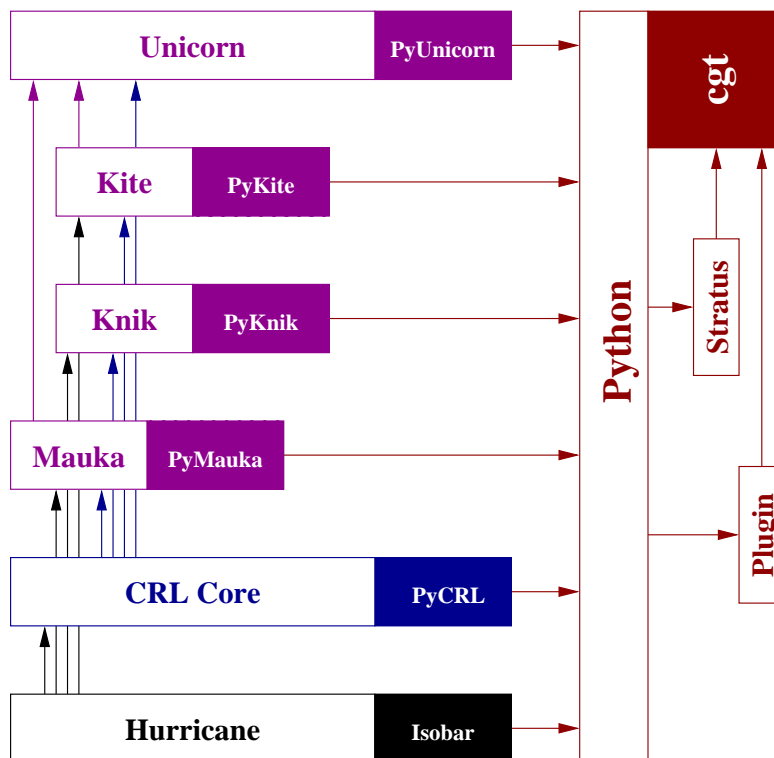 Unicorn
PyUnicorn
cgt
Kite
PyKite
Stratus
Knik
PyKnik
Python
Mauka
PyMauka
Plugin
CRL Core
PyCRL
Hurricane
Isobar